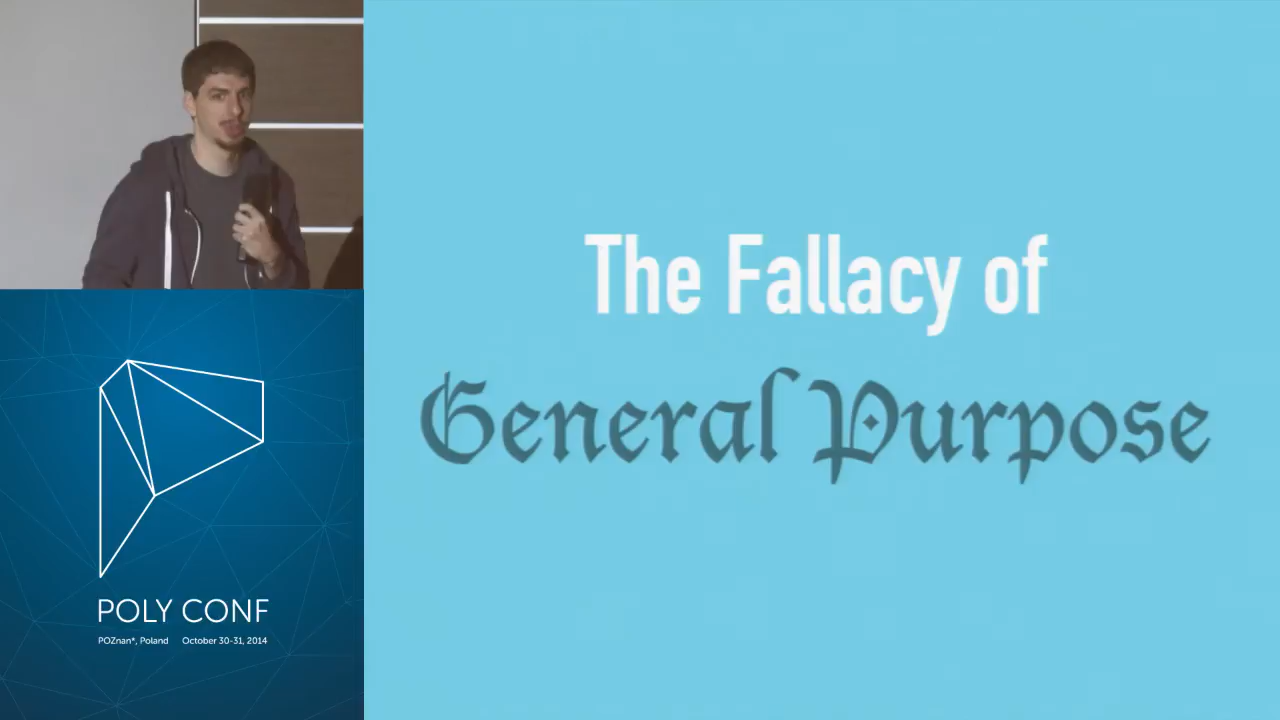 The Fallacy of
General Purpose
POLY CONF
POZnan*, Poland October 30-31, 2014